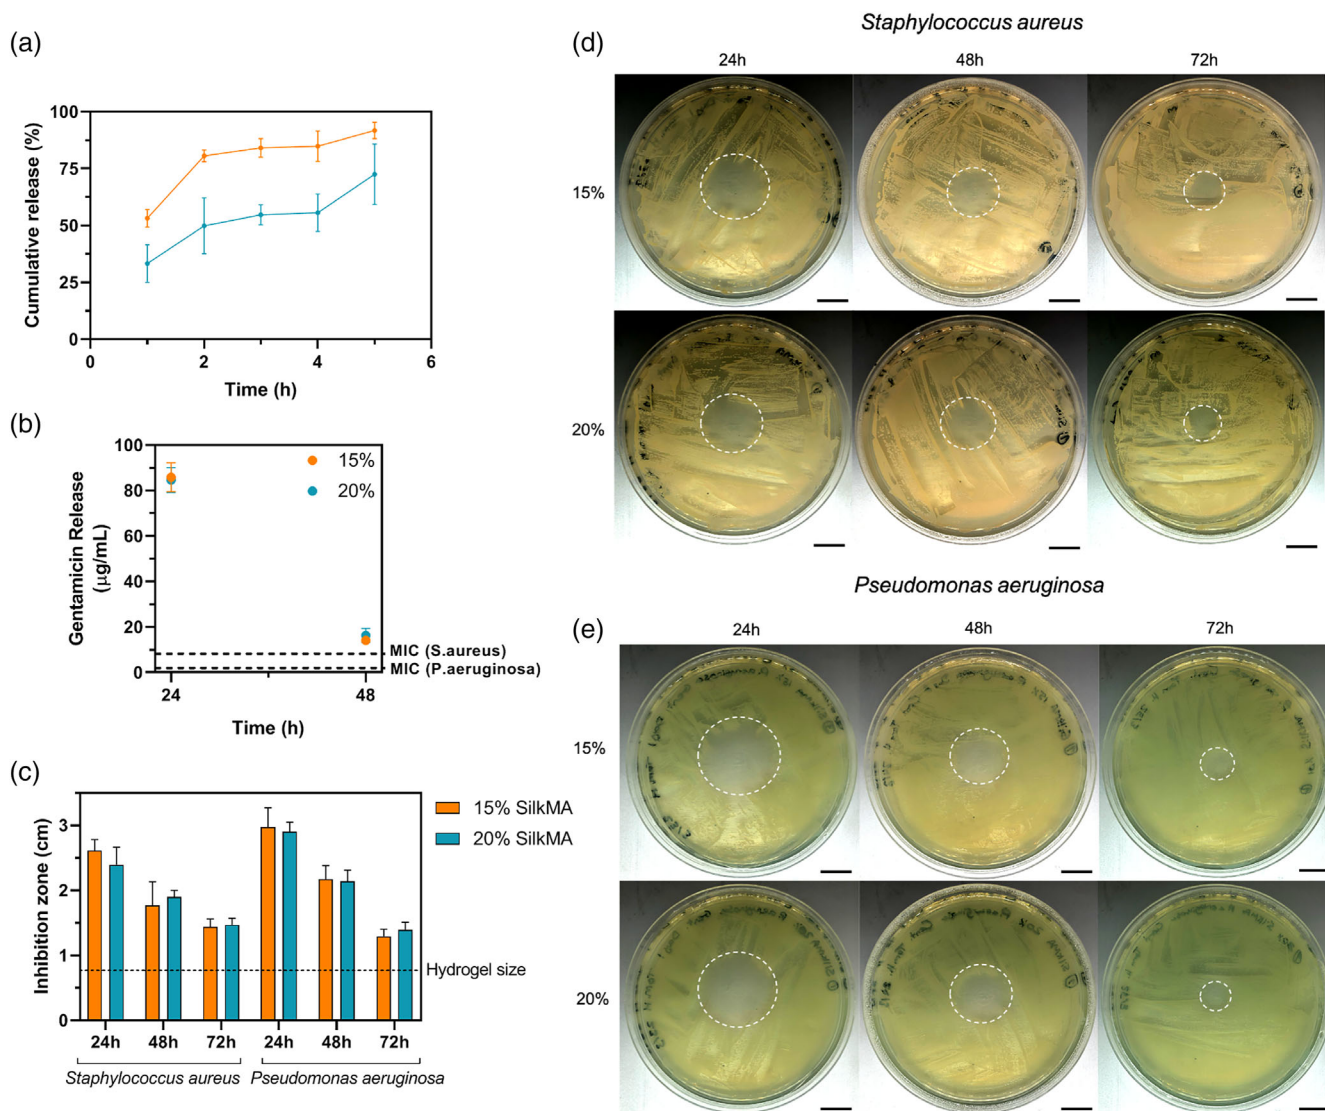 (a)
Cumulative release (%)
100
75
50
25
0
0 2 4 6
Time (h)
(b)
Gentamicin Release
(µg/mL)
100
80
60
40
20
0
15%
20%
MIC (S.aureus)
MIC (P.aeruginosa)
24 48
Time (h)
(c)
Inhibition zone (cm)
3
2
1
0
15% SilkMA
20% SilkMA
Hydrogel size
24h 48h 72h 24h 48h 72h
Staphylococcus aureus Pseudomonas aeruginosa
(d)
Staphylococcus aureus
24h 48h 72h
15%
20%
Pseudomonas aeruginosa
(e)
24h 48h 72h
15%
20%